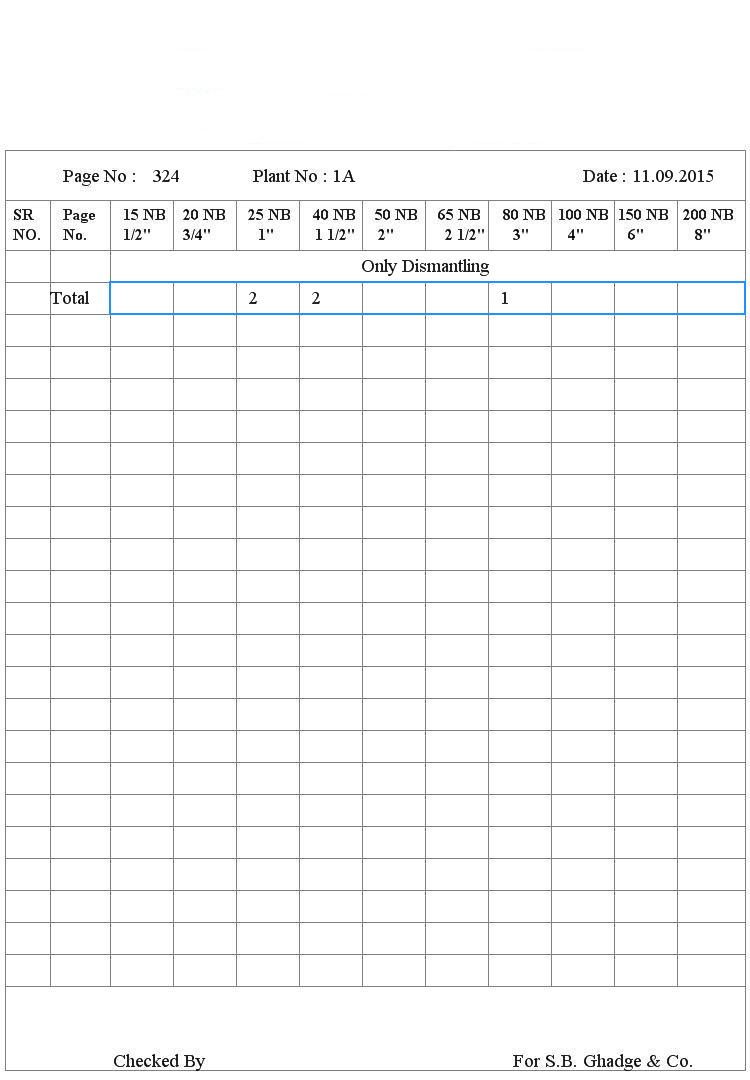 Page No : 324 Plant No : 1A Date : 11.09.2015
SR Page 15 NB 20 NB 25 NB 40 NB 50 NB 65 NB 80 NB 100 NB 150 NB 200 NB
NO. No. 1/2" 3/4" 1" 1 1/2" 2" 2 1/2" 3" 4" 6" 8"
Only Dismantling
Total 2 2 1
Checked By For S.B. Ghadge & Co.